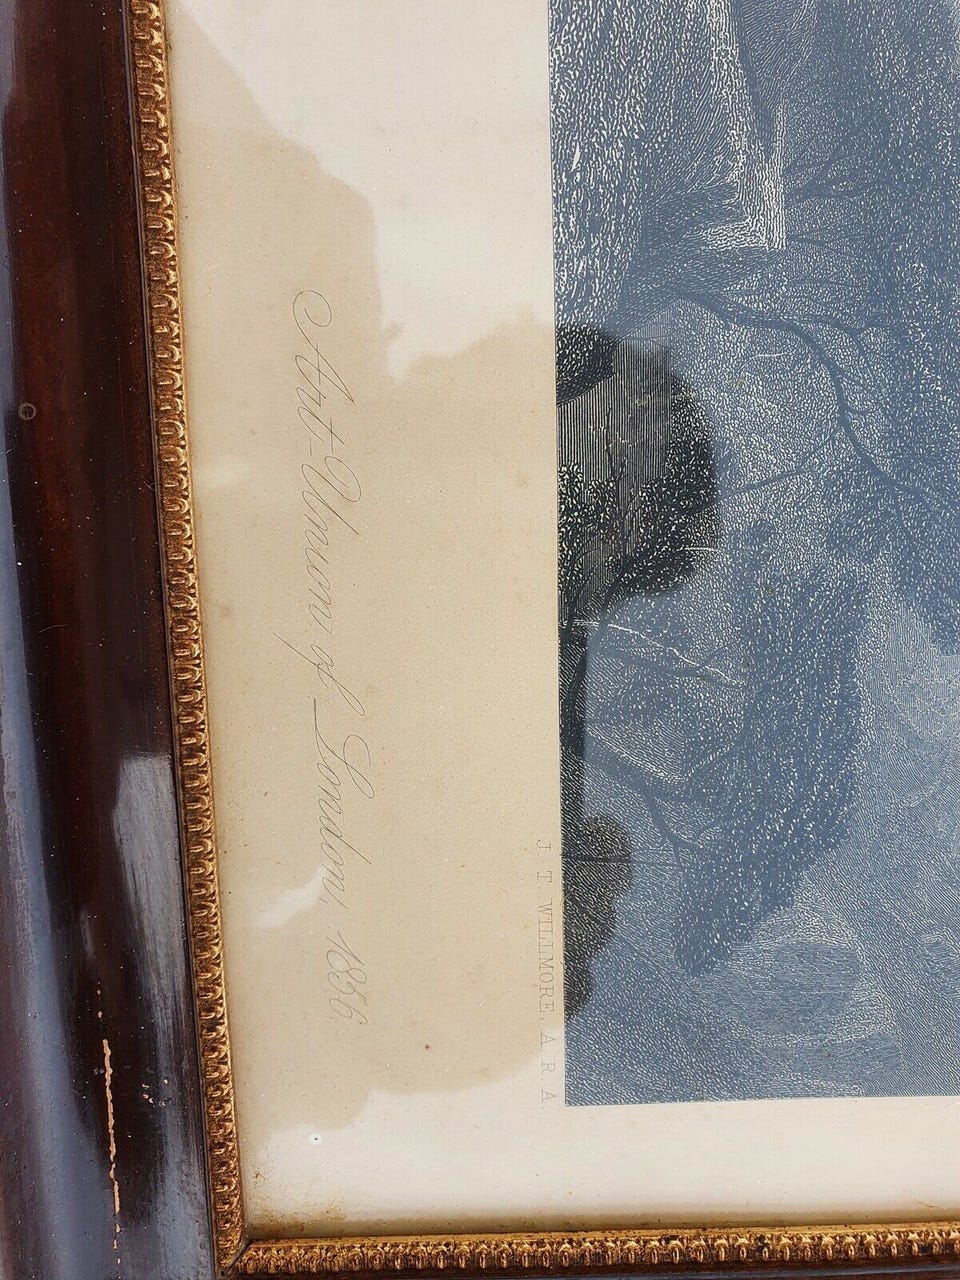 J. T. WILLMORE, A. R. A.
Art-Union of London, 1856.